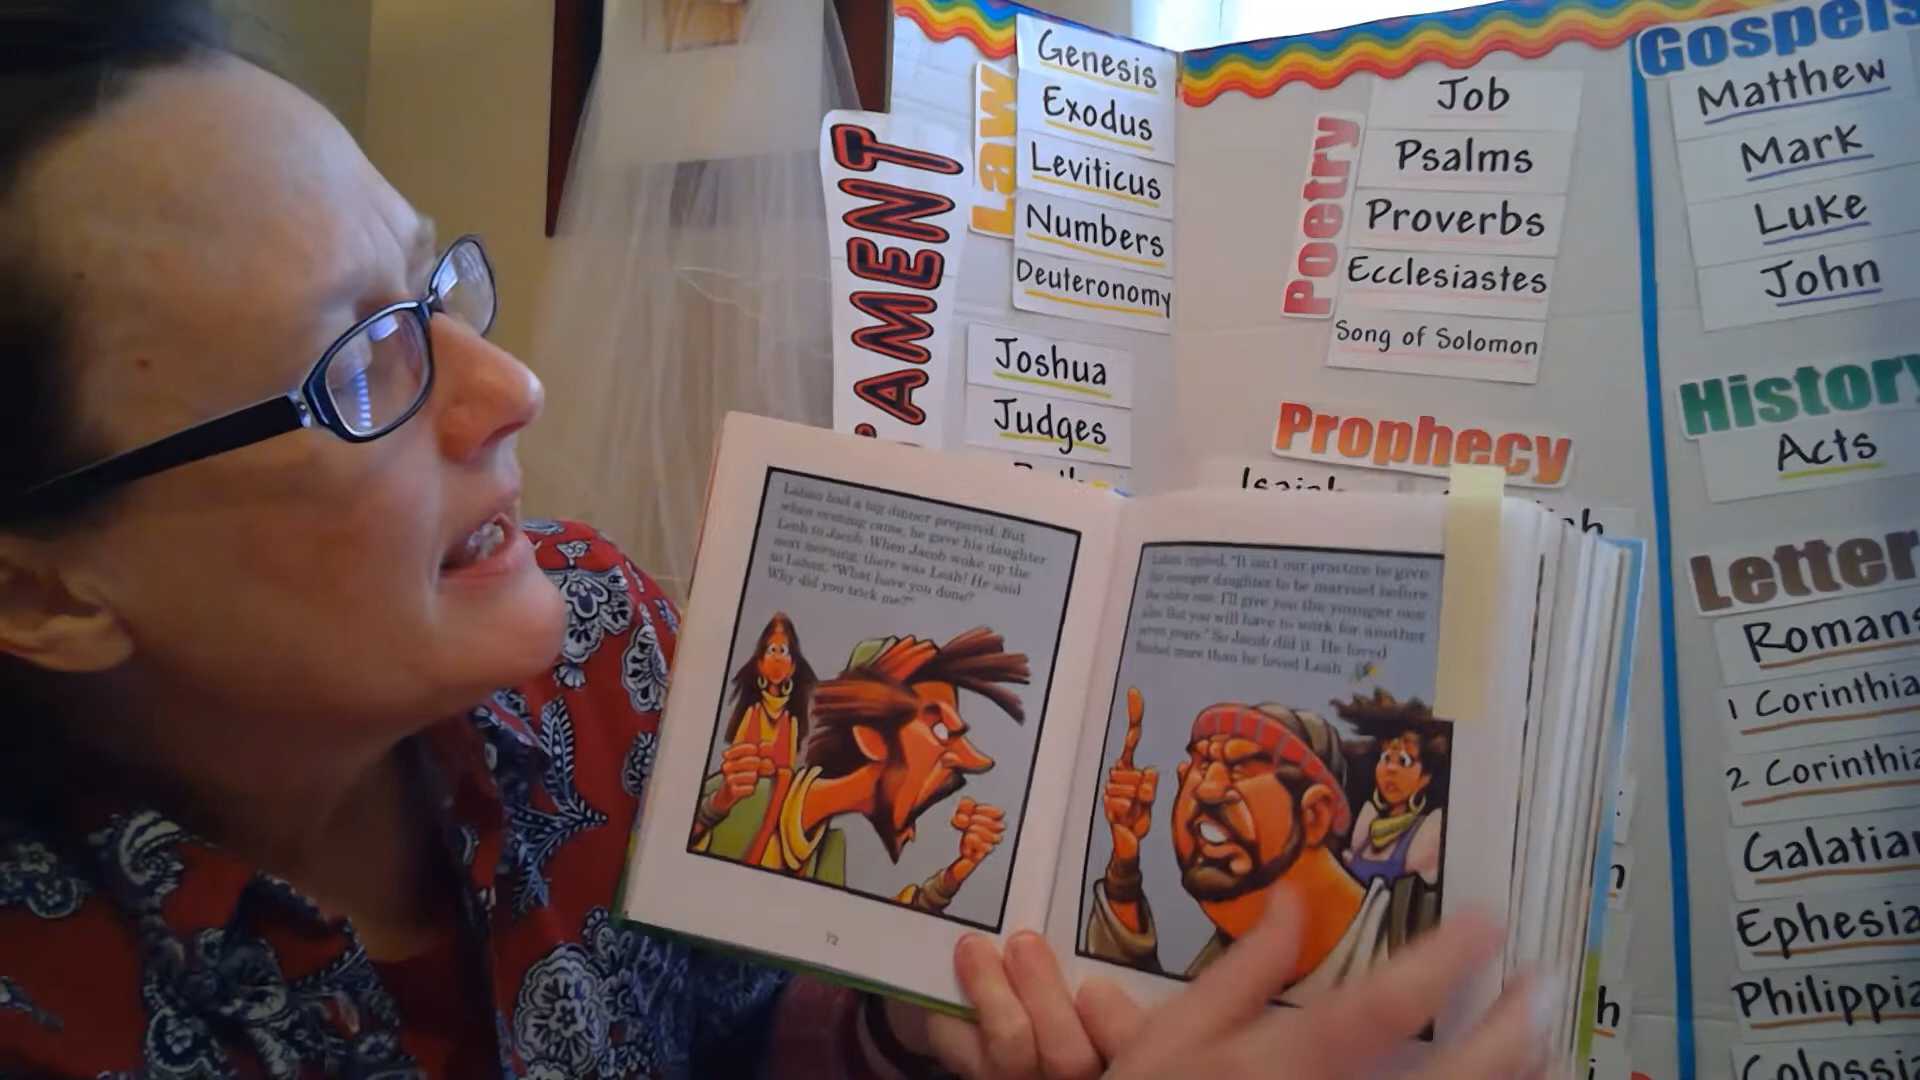 AMENT
Law
Genesis
Exodus
Leviticus
Numbers
Deuteronomy
Joshua
Judges
Poetry
Job
Psalms
Proverbs
Ecclesiastes
Song of Solomon
Prophecy
Isaiah
Gospels
Matthew
Mark
Luke
John
History
Acts
Letter
Romans
1 Corinthia
2 Corinthia
Galatia
Ephesia
Philippia
Colossi
Laban had a big dinner prepared. But
when evening came, he gave his daughter
Leah to Jacob. When Jacob woke up the
next morning, there was Leah! He said
to Laban, "What have you done?
Why did you trick me?"
72
Laban replied, "It isn't our practice to give
the younger daughter to be married before
the older one. I'll give you the younger one
also. But you will have to work for another
seven years." So Jacob did it. He loved
Rachel more than he loved Leah.